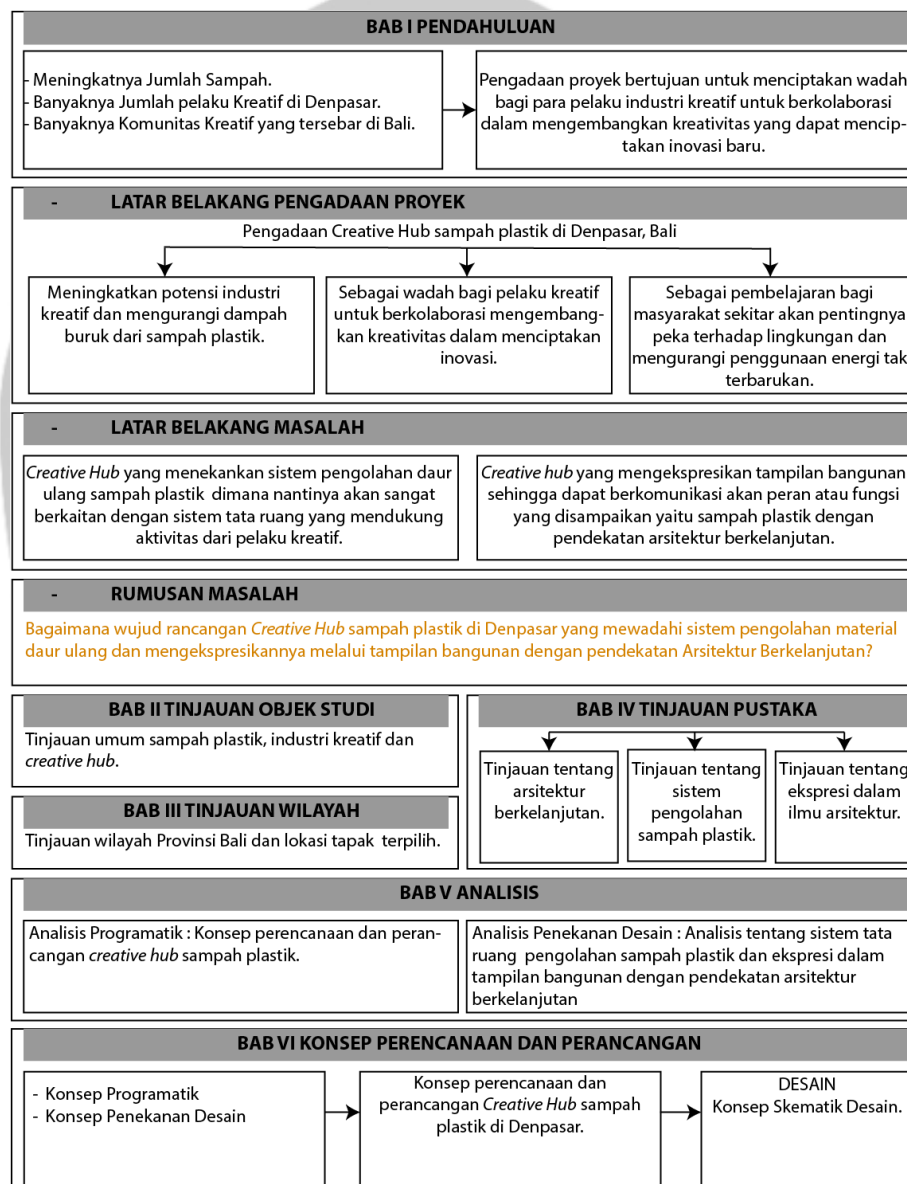 BAB I PENDAHULUAN
- Meningkatnya Jumlah Sampah.
- Banyaknya Jumlah pelaku Kreatif di Denpasar.
- Banyaknya Komunitas Kreatif yang tersebar di Bali.
Pengadaan proyek bertujuan untuk menciptakan wadah
bagi para pelaku industri kreatif untuk berkolaborasi
dalam mengembangkan kreativitas yang dapat mencip-
takan inovasi baru.
- LATAR BELAKANG PENGADAAN PROYEK
Pengadaan Creative Hub sampah plastik di Denpasar, Bali
Meningkatkan potensi industri
kreatif dan mengurangi dampah
buruk dari sampah plastik.
Sebagai wadah bagi pelaku kreatif
untuk berkolaborasi mengembang-
kan kreativitas dalam menciptakan
inovasi.
Sebagai pembelajaran bagi
masyarakat sekitar akan pentingnya
peka terhadap lingkungan dan
mengurangi penggunaan energi tak
terbarukan.
- LATAR BELAKANG MASALAH
Creative Hub yang menekankan sistem pengolahan daur
ulang sampah plastik dimana nantinya akan sangat
berkaitan dengan sistem tata ruang yang mendukung
aktivitas dari pelaku kreatif.
Creative hub yang mengekspresikan tampilan bangunan
sehingga dapat berkomunikasi akan peran atau fungsi
yang disampaikan yaitu sampah plastik dengan
pendekatan arsitektur berkelanjutan.
- RUMUSAN MASALAH
Bagaimana wujud rancangan Creative Hub sampah plastik di Denpasar yang mewadahi sistem pengolahan material
daur ulang dan mengekspresikannya melalui tampilan bangunan dengan pendekatan Arsitektur Berkelanjutan?
BAB II TINJAUAN OBJEK STUDI
Tinjauan umum sampah plastik, industri kreatif dan
creative hub.
BAB III TINJAUAN WILAYAH
Tinjauan wilayah Provinsi Bali dan lokasi tapak terpilih.
BAB IV TINJAUAN PUSTAKA
Tinjauan tentang
arsitektur
berkelanjutan.
Tinjauan tentang
sistem
pengolahan
sampah plastik.
Tinjauan tentang
ekspresi dalam
ilmu arsitektur.
BAB V ANALISIS
Analisis Programatik : Konsep perencanaan dan peran-
cangan creative hub sampah plastik.
Analisis Penekanan Desain : Analisis tentang sistem tata
ruang pengolahan sampah plastik dan ekspresi dalam
tampilan bangunan dengan pendekatan arsitektur
berkelanjutan
BAB VI KONSEP PERENCANAAN DAN PERANCANGAN
- Konsep Programatik
- Konsep Penekanan Desain
Konsep perencanaan dan
perancangan Creative Hub sampah
plastik di Denpasar.
DESAIN
Konsep Skematik Desain.